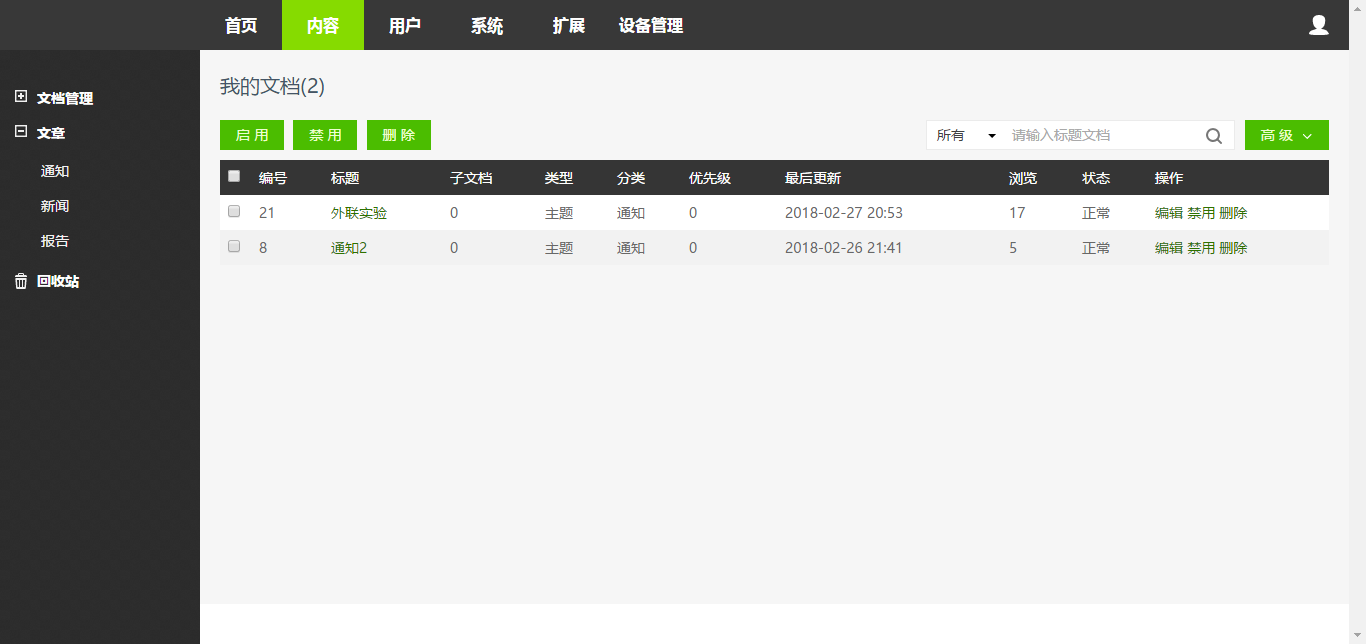 首页 内容 用户 系统 扩展 设备管理
文档管理
文章
通知
新闻
报告
回收站
我的文档(2)
启 用 禁 用 删 除 所有 请输入标题文档 高 级
编号 标题 子文档 类型 分类 优先级 最后更新 浏览 状态 操作
21 外联实验 0 主题 通知 0 2018-02-27 20:53 17 正常 编辑 禁用 删除
8 通知2 0 主题 通知 0 2018-02-26 21:41 5 正常 编辑 禁用 删除